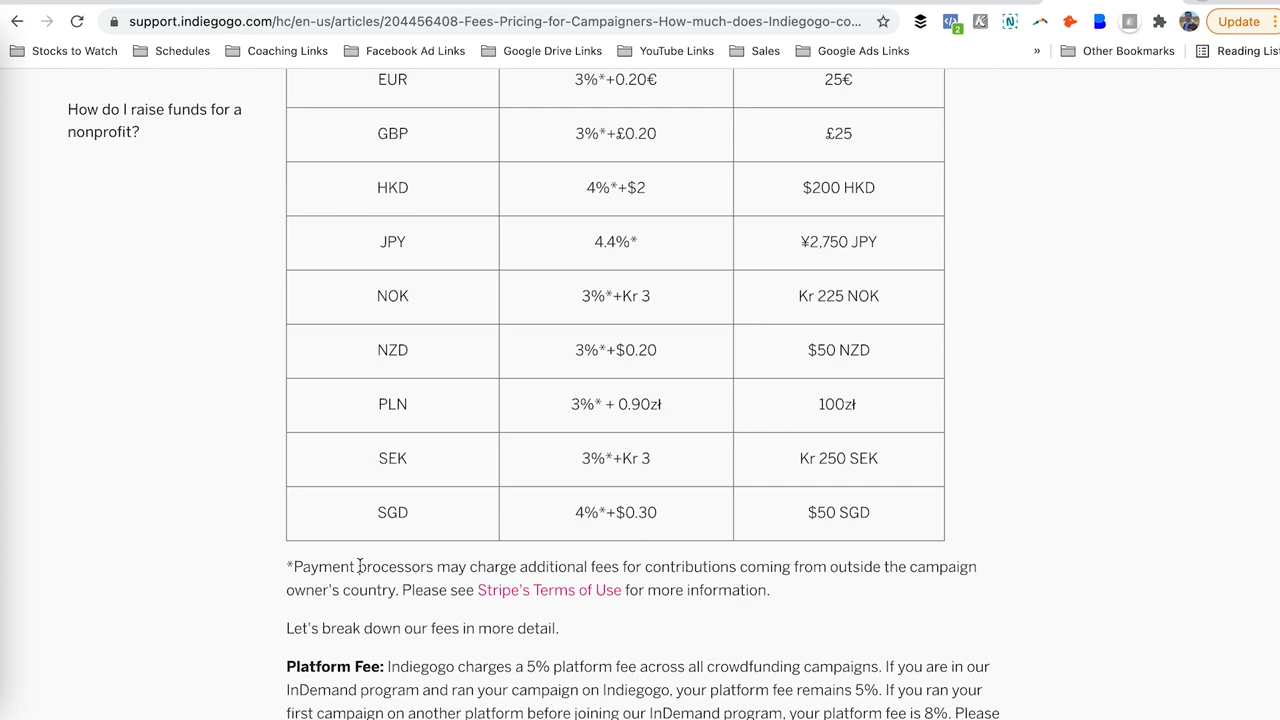 support.indiegogo.com/hc/en-us/articles/204456408-Fees-Pricing-for-Campaigners-How-much-does-Indiegogo-co...
2
Update
Stocks to Watch
Schedules
Coaching Links
Facebook Ad Links
Google Drive Links
YouTube Links
Sales
Google Ads Links
»
Other Bookmarks
Reading List
How do I raise funds for a
nonprofit?
EUR 3%*+0.20€ 25€
GBP 3%*+£0.20 £25
HKD 4%*+$2 $200 HKD
JPY 4.4%* ¥2,750 JPY
NOK 3%*+Kr 3 Kr 225 NOK
NZD 3%*+$0.20 $50 NZD
PLN 3%* + 0.90zł 100zł
SEK 3%*+Kr 3 Kr 250 SEK
SGD 4%*+$0.30 $50 SGD
*Payment processors may charge additional fees for contributions coming from outside the campaign
owner's country. Please see Stripe's Terms of Use for more information.
Let's break down our fees in more detail.
Platform Fee: Indiegogo charges a 5% platform fee across all crowdfunding campaigns. If you are in our
InDemand program and ran your campaign on Indiegogo, your platform fee remains 5%. If you ran your
first campaign on another platform before joining our InDemand program, your platform fee is 8%. Please